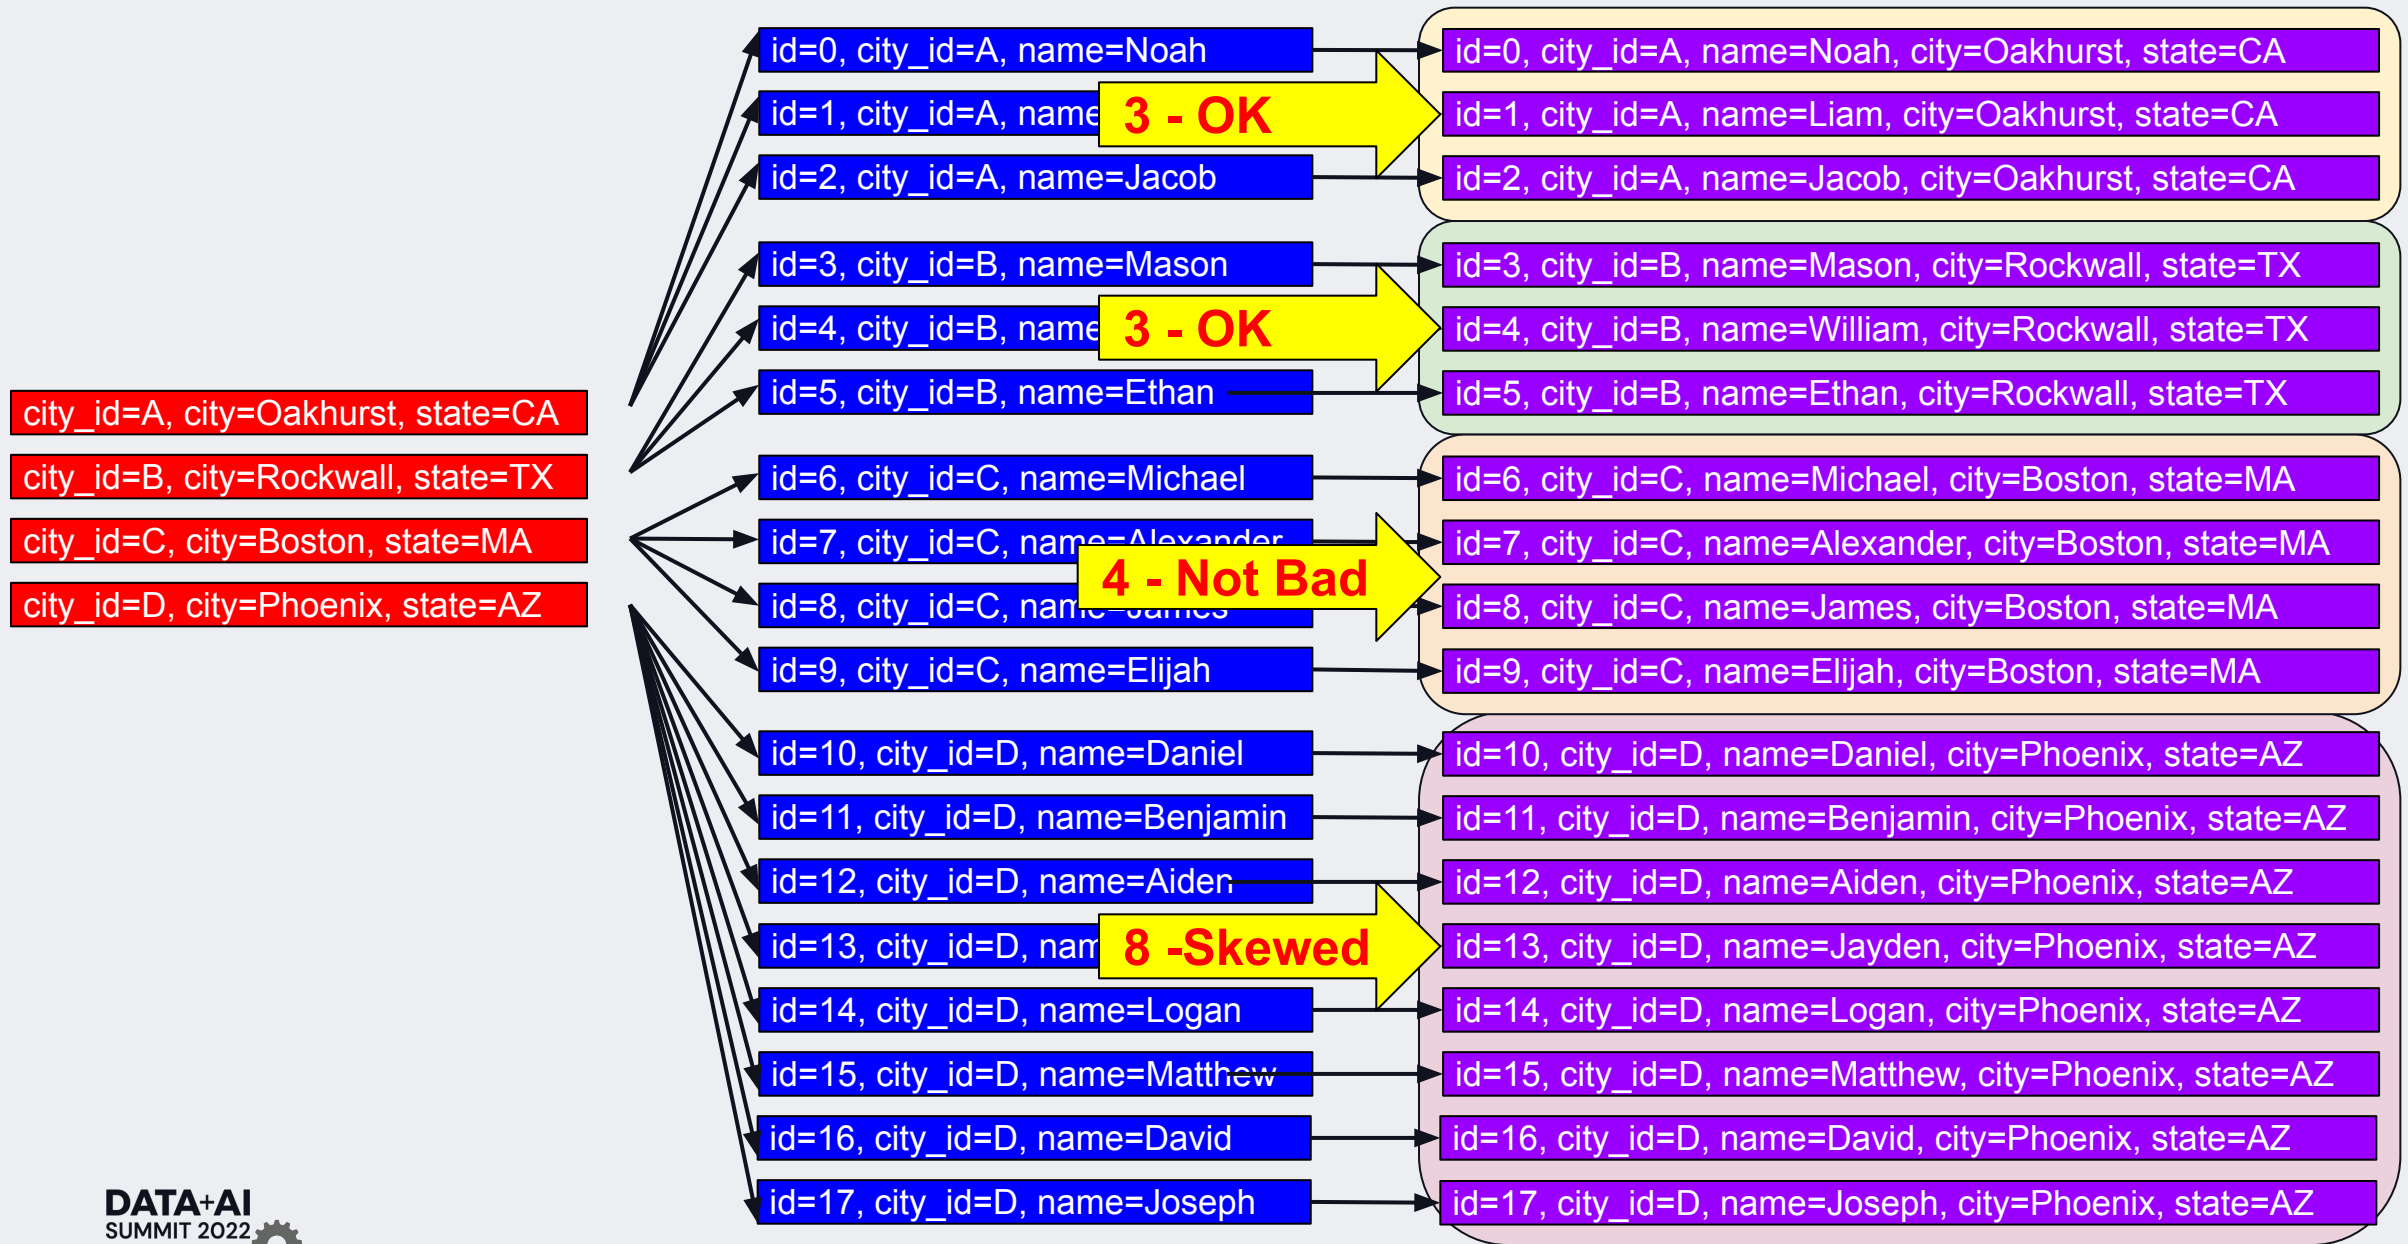 city_id=A, city=Oakhurst, state=CA
city_id=B, city=Rockwall, state=TX
city_id=C, city=Boston, state=MA
city_id=D, city=Phoenix, state=AZ
id=0, city_id=A, name=Noah
id=1, city_id=A, name
id=2, city_id=A, name=Jacob
id=3, city_id=B, name=Mason
id=4, city_id=B, name
id=5, city_id=B, name=Ethan
id=6, city_id=C, name=Michael
id=7, city_id=C, name=Alexander
id=8, city_id=C, name=James
id=9, city_id=C, name=Elijah
id=10, city_id=D, name=Daniel
id=11, city_id=D, name=Benjamin
id=12, city_id=D, name=Aiden
id=13, city_id=D, nam
id=14, city_id=D, name=Logan
id=15, city_id=D, name=Matthew
id=16, city_id=D, name=David
id=17, city_id=D, name=Joseph
3 - OK
3 - OK
4 - Not Bad
8 -Skewed
id=0, city_id=A, name=Noah, city=Oakhurst, state=CA
id=1, city_id=A, name=Liam, city=Oakhurst, state=CA
id=2, city_id=A, name=Jacob, city=Oakhurst, state=CA
id=3, city_id=B, name=Mason, city=Rockwall, state=TX
id=4, city_id=B, name=William, city=Rockwall, state=TX
id=5, city_id=B, name=Ethan, city=Rockwall, state=TX
id=6, city_id=C, name=Michael, city=Boston, state=MA
id=7, city_id=C, name=Alexander, city=Boston, state=MA
id=8, city_id=C, name=James, city=Boston, state=MA
id=9, city_id=C, name=Elijah, city=Boston, state=MA
id=10, city_id=D, name=Daniel, city=Phoenix, state=AZ
id=11, city_id=D, name=Benjamin, city=Phoenix, state=AZ
id=12, city_id=D, name=Aiden, city=Phoenix, state=AZ
id=13, city_id=D, name=Jayden, city=Phoenix, state=AZ
id=14, city_id=D, name=Logan, city=Phoenix, state=AZ
id=15, city_id=D, name=Matthew, city=Phoenix, state=AZ
id=16, city_id=D, name=David, city=Phoenix, state=AZ
id=17, city_id=D, name=Joseph, city=Phoenix, state=AZ
DATA+AI
SUMMIT 2022